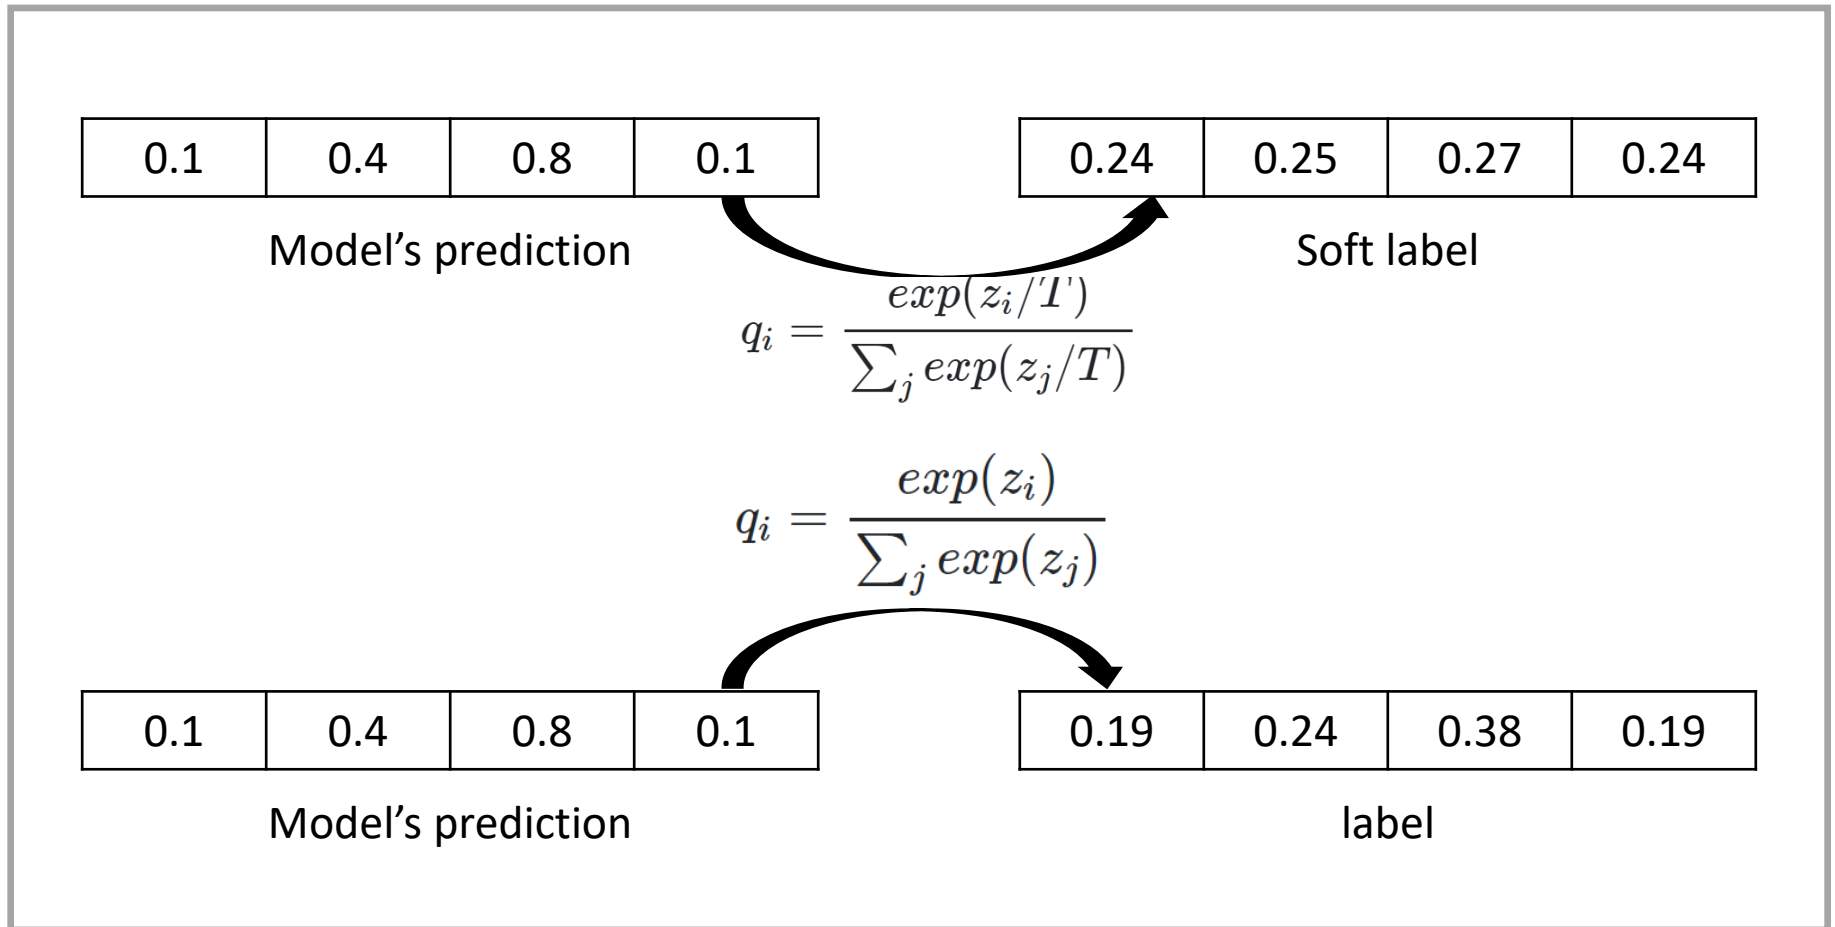 0.1 0.4 0.8 0.1 0.24 0.25 0.27 0.24
Model’s prediction Soft label
q_i = exp(z_i/T) / ∑_j exp(z_j/T)
q_i = exp(z_i) / ∑_j exp(z_j)
0.1 0.4 0.8 0.1 0.19 0.24 0.38 0.19
Model’s prediction label